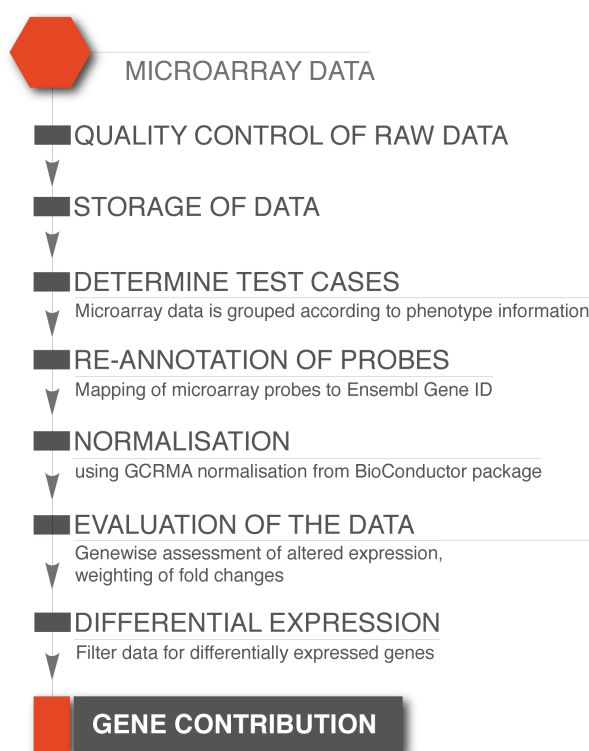 MICROARRAY DATA
QUALITY CONTROL OF RAW DATA
STORAGE OF DATA
DETERMINE TEST CASES
Microarray data is grouped according to phenotype information
RE-ANNOTATION OF PROBES
Mapping of microarray probes to Ensembl Gene ID
NORMALISATION
using GCRMA normalisation from BioConductor package
EVALUATION OF THE DATA
Genewise assessment of altered expression,
weighting of fold changes
DIFFERENTIAL EXPRESSION
Filter data for differentially expressed genes
GENE CONTRIBUTION